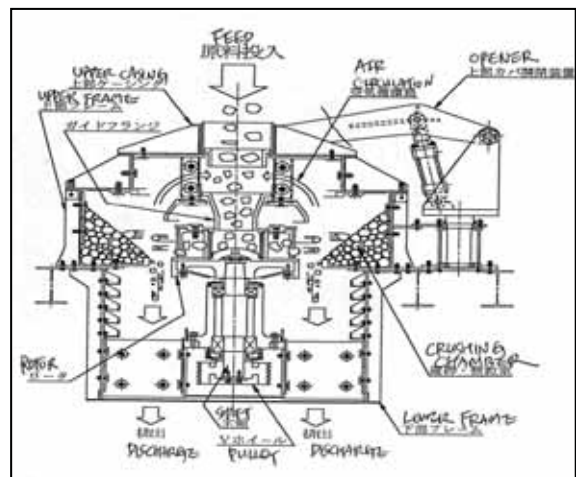 FEED
原料投入
UPPER CASING
上部ケーシング
UPPER FRAME
上部フレーム
ガイドフランジ
AIR
CIRCULATION
OPENER
上部カバ開閉装置
ROTOR
ロータ
CRUSHING
CHAMBER
LOWER FRAME
下部フレーム
Vホイール
PULLEY
DISCHARGE
DISCHARGE